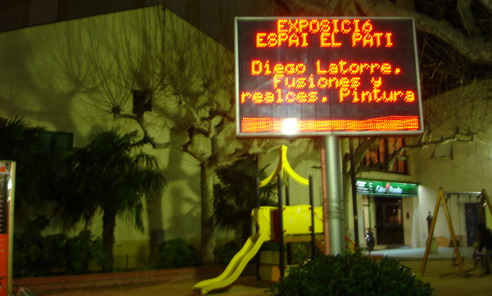 EXPOSICIÓ
ESPAI EL PATI
Diego Latorre,
Fusiones y
realces. Pintura